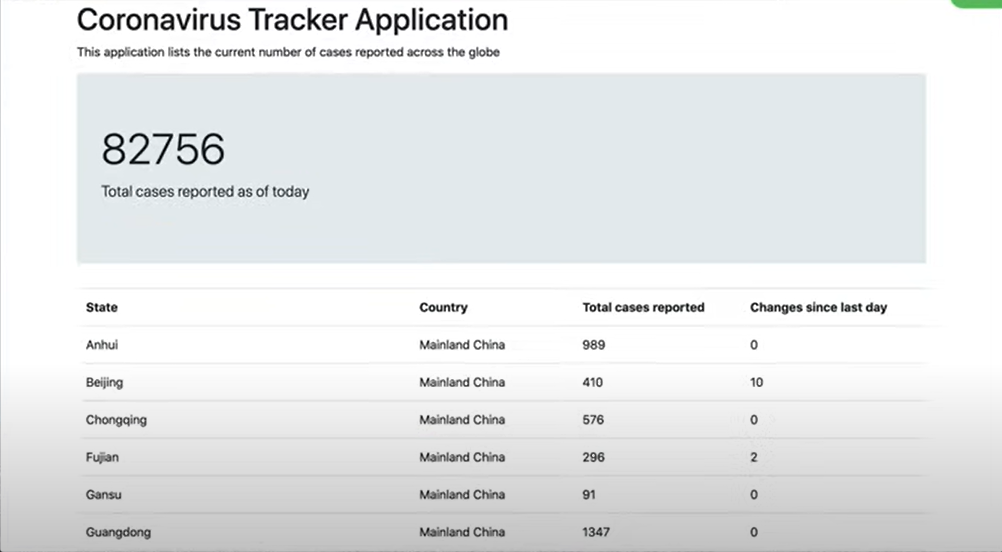 Coronavirus Tracker Application
This application lists the current number of cases reported across the globe
82756
Total cases reported as of today
State Country Total cases reported Changes since last day
Anhui Mainland China 989 0
Beijing Mainland China 410 10
Chongqing Mainland China 576 0
Fujian Mainland China 296 2
Gansu Mainland China 91 0
Guangdong Mainland China 1347 0